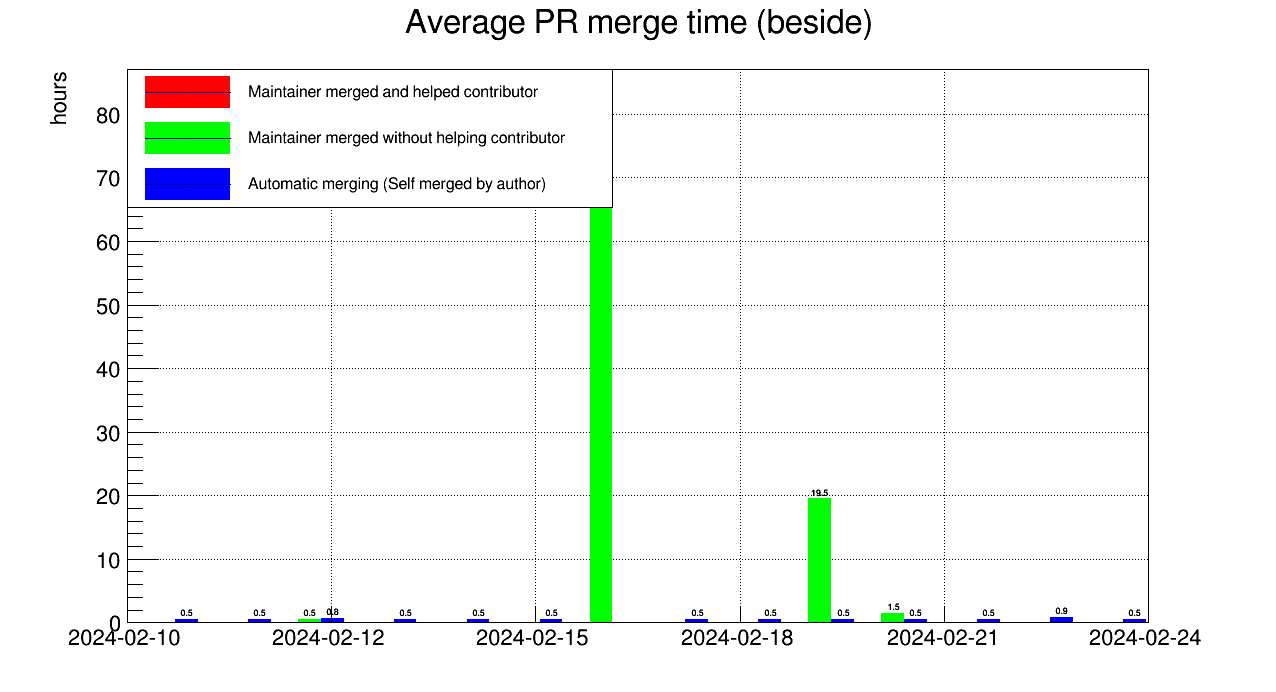 Average PR merge time (beside)
hours
Maintainer merged and helped contributor
Maintainer merged without helping contributor
Automatic merging (Self merged by author)
80
70
60
50
40
30
20
10
0
19.5
0.5 0.5 0.5 0.8 0.5 0.5 0.5 0.5 0.5 0.5 1.5 0.5 0.5 0.9 0.5
2024-02-10 2024-02-12 2024-02-15 2024-02-18 2024-02-21 2024-02-24